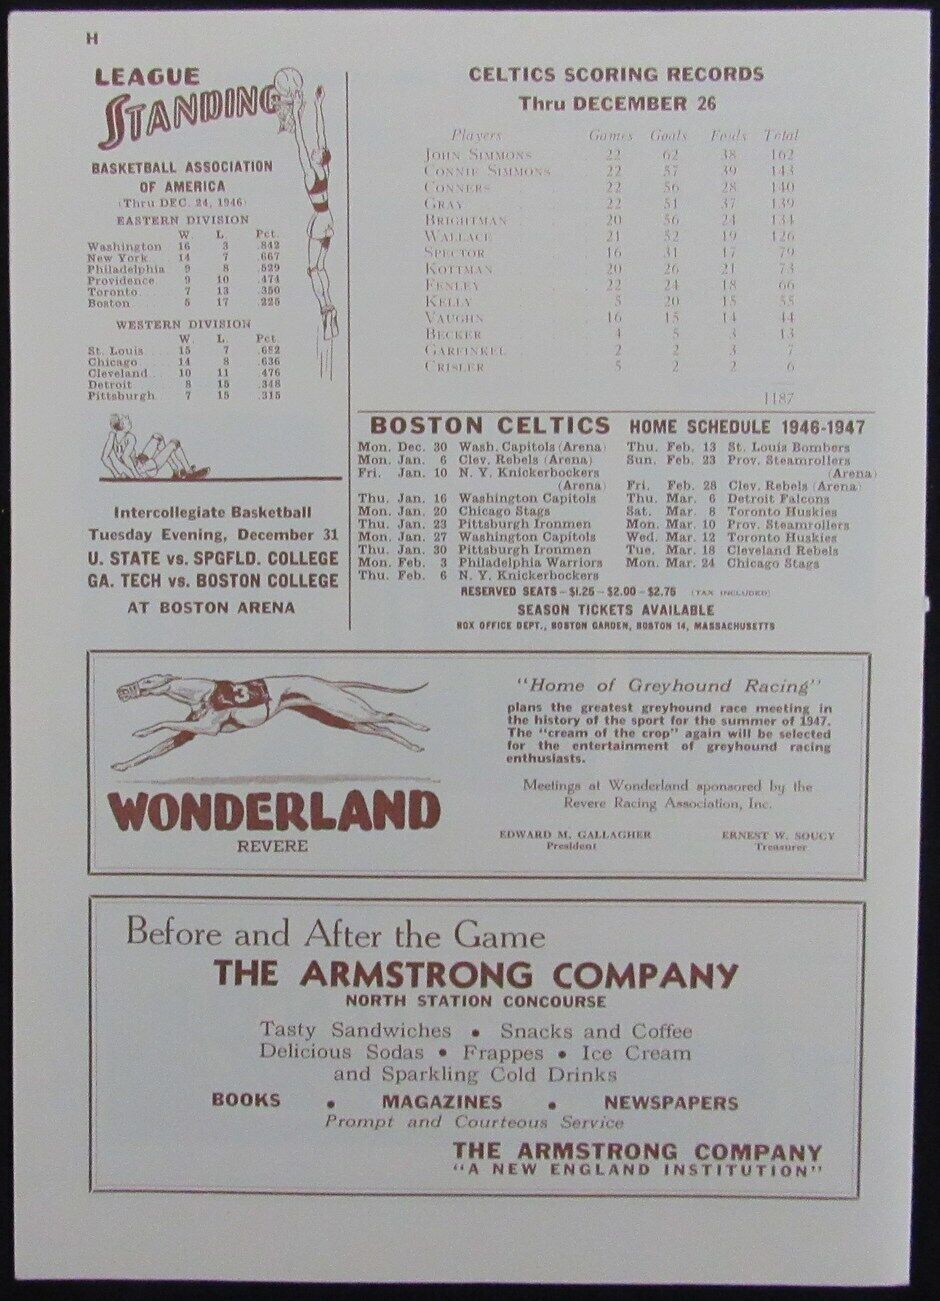 H
LEAGUE
STANDING
BASKETBALL ASSOCIATION
OF AMERICA
(Thru DEC. 24, 1946)
EASTERN DIVISION
W. L. Pct.
Washington 16 3 .842
New York 14 7 .667
Philadelphia 9 8 .529
Providence 9 10 .474
Toronto 7 13 .350
Boston 5 17 .225
WESTERN DIVISION
W. L. Pct.
St. Louis 15 7 .682
Chicago 14 8 .636
Cleveland 10 11 .476
Detroit 8 15 .348
Pittsburgh 7 15 .315
Intercollegiate Basketball
Tuesday Evening, December 31
U. STATE vs. SPGFLD. COLLEGE
GA. TECH vs. BOSTON COLLEGE
AT BOSTON ARENA
CELTICS SCORING RECORDS
Thru DECEMBER 26
Players Games Goals Fouls Total
JOHN SIMMONS 22 62 38 162
CONNIE SIMMONS 22 57 39 143
CONNERS 22 56 28 140
GRAY 22 51 37 139
BRIGHTMAN 20 56 24 134
WALLACE 21 52 19 126
SPECTOR 16 31 17 79
KOTTMAN 20 26 21 73
FENLEY 22 24 18 66
KELLY 5 20 15 55
VAUGHN 16 15 14 44
BECKER 4 5 3 13
GARFINKEL 2 2 3 7
CRISLER 5 2 2 6
1187
BOSTON CELTICS HOME SCHEDULE 1946-1947
Mon. Dec. 30 Wash. Capitols (Arena)
Mon. Jan. 6 Clev. Rebels (Arena)
Fri. Jan. 10 N. Y. Knickerbockers
(Arena)
Thu. Jan. 16 Washington Capitols
Mon. Jan. 20 Chicago Stags
Thu. Jan. 23 Pittsburgh Ironmen
Mon. Jan. 27 Washington Capitols
Thu. Jan. 30 Pittsburgh Ironmen
Mon. Feb. 3 Philadelphia Warriors
Thu. Feb. 6 N. Y. Knickerbockers
Thu. Feb. 13 St. Louis Bombers
Sun. Feb. 23 Prov. Steamrollers
(Arena)
Fri. Feb. 28 Clev. Rebels (Arena)
Thu. Mar. 6 Detroit Falcons
Sat. Mar. 8 Toronto Huskies
Mon. Mar. 10 Prov. Steamrollers
Wed. Mar. 12 Toronto Huskies
Tue. Mar. 18 Cleveland Rebels
Mon. Mar. 24 Chicago Stags
RESERVED SEATS - $1.25 - $2.00 - $2.75 (TAX INCLUDED)
SEASON TICKETS AVAILABLE
BOX OFFICE DEPT., BOSTON GARDEN, BOSTON 14, MASSACHUSETTS
3
WONDERLAND
REVERE
"Home of Greyhound Racing"
plans the greatest greyhound race meeting in
the history of the sport for the summer of 1947.
The "cream of the crop" again will be selected
for the entertainment of greyhound racing
enthusiasts.
Meetings at Wonderland sponsored by the
Revere Racing Association, Inc.
EDWARD M. GALLAGHER ERNEST W. SOUCY
President Treasurer
Before and After the Game
THE ARMSTRONG COMPANY
NORTH STATION CONCOURSE
Tasty Sandwiches • Snacks and Coffee
Delicious Sodas • Frappes • Ice Cream
and Sparkling Cold Drinks
BOOKS • MAGAZINES • NEWSPAPERS
Prompt and Courteous Service
THE ARMSTRONG COMPANY
"A NEW ENGLAND INSTITUTION"